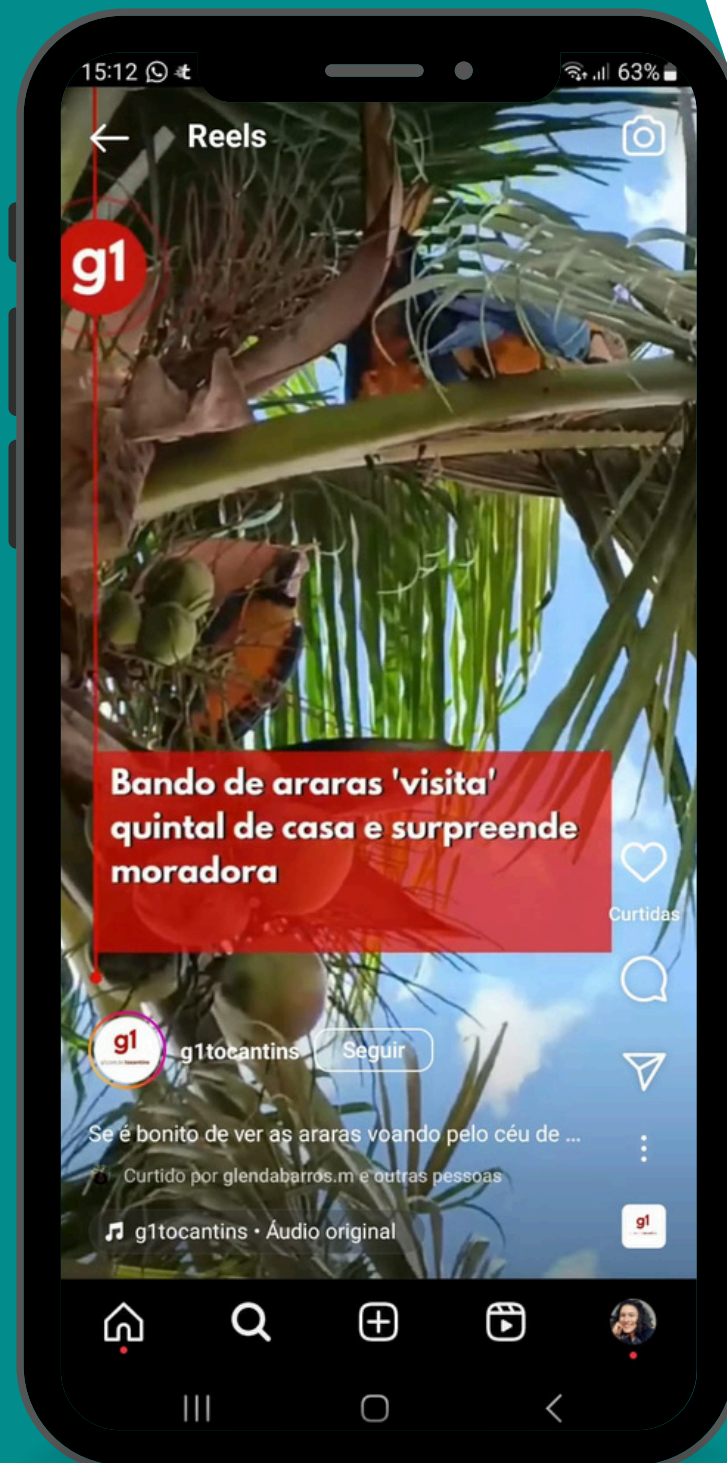 15:12
63%
Reels
g1
Bando de araras 'visita'
quintal de casa e surpreende
moradora
Curtidas
g1
g1tocantins
Seguir
Se é bonito de ver as araras voando pelo céu de ...
Curtido por glendabarros.m e outras pessoas
g1
g1tocantins • Áudio original